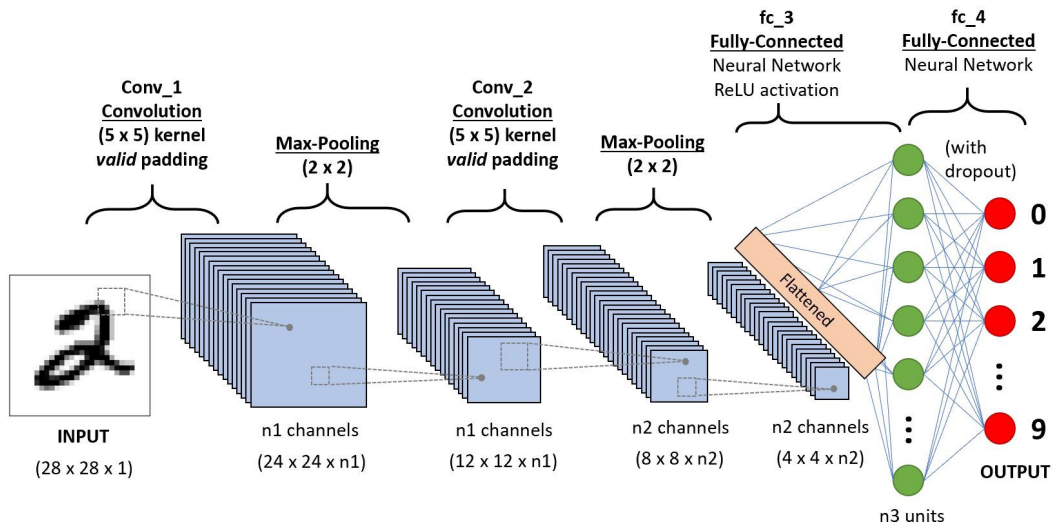 fc_3
Fully-Connected
Neural Network
ReLU activation
fc_4
Fully-Connected
Neural Network
Conv_1
Convolution
(5 x 5) kernel
valid padding
Max-Pooling
(2 x 2)
Conv_2
Convolution
(5 x 5) kernel
valid padding
Max-Pooling
(2 x 2)
(with
dropout)
2
Flattened
0
1
2
9
INPUT
(28 x 28 x 1)
n1 channels
(24 x 24 x n1)
n1 channels
(12 x 12 x n1)
n2 channels
(8 x 8 x n2)
n2 channels
(4 x 4 x n2)
OUTPUT
n3 units